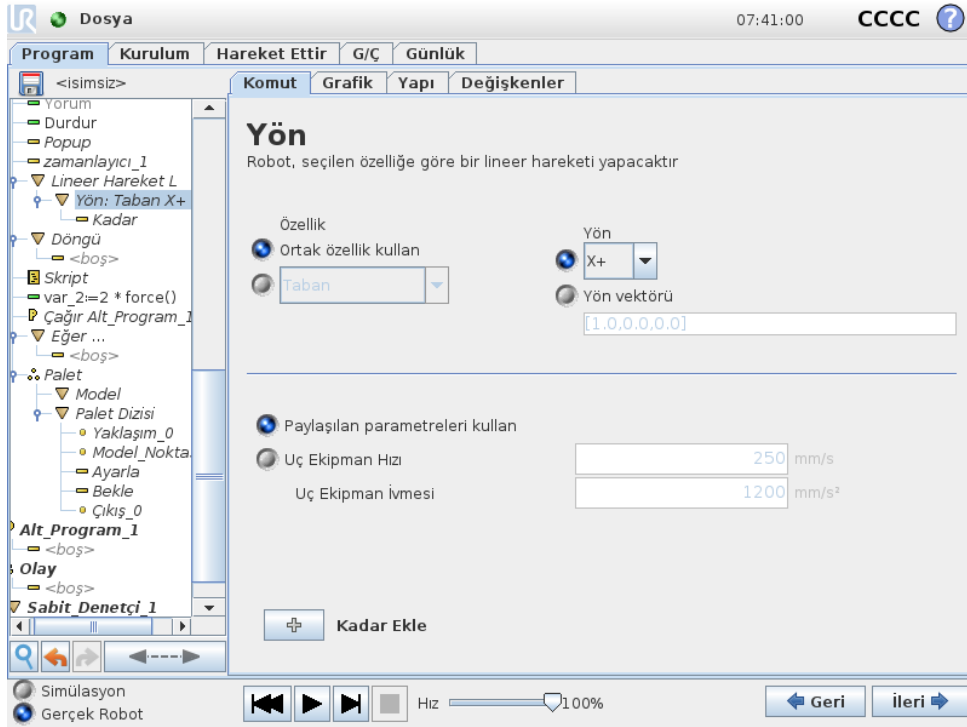 UR Dosya 07:41:00 CCCC ?
Program Kurulum Hareket Ettir G/Ç Günlük
<isimsiz>
Komut Grafik Yapı Değişkenler
Yorum
Durdur
Popup
zamanlayıcı_1
Lineer Hareket L
Yön: Taban X+
Kadar
Döngü
<boş>
Skript
var_2:=2 * force()
Çağır Alt_Program_1
Eğer ...
<boş>
Palet
Model
Palet Dizisi
Yaklaşım_0
Model_Nokta
Ayarla
Bekle
Çıkış_0
Alt_Program_1
<boş>
Olay
<boş>
Sabit_Denetçi_1
Yön
Robot, seçilen özelliğe göre bir lineer hareketi yapacaktır
Özellik
Ortak özellik kullan
Taban
Yön
X+
Yön vektörü
[1.0,0.0,0.0]
Paylaşılan parametreleri kullan
Uç Ekipman Hızı 250 mm/s
Uç Ekipman İvmesi 1200 mm/s²
Kadar Ekle
Simülasyon
Gerçek Robot
Hız 100%
Geri İleri